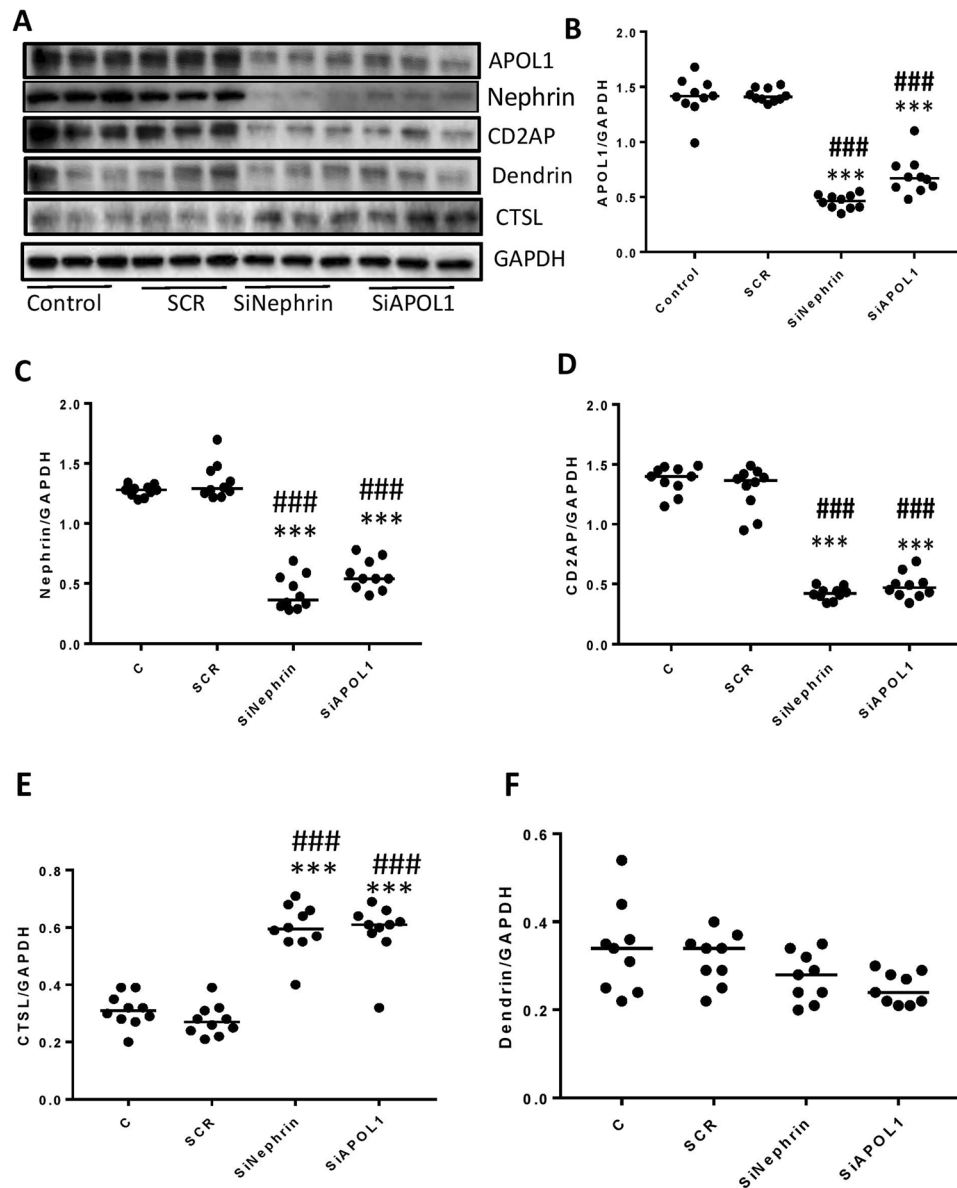 A
APOL1
Nephrin
CD2AP
Dendrin
CTSL
GAPDH
Control SCR SiNephrin SiAPOL1
B
APOL1/GAPDH
2.0
1.5
1.0
0.5
0.0
###
***
###
***
Control
SCR
SiNephrin
SiAPOL1
C
Nephrin/GAPDH
2.0
1.5
1.0
0.5
0.0
###
***
###
***
C
SCR
SiNephrin
SiAPOL1
D
CD2AP/GAPDH
2.0
1.5
1.0
0.5
0.0
###
***
###
***
C
SCR
SiNephrin
SiAPOL1
E
CTSL/GAPDH
0.8
0.6
0.4
0.2
0.0
###
***
###
***
C
SCR
SiNephrin
SiAPOL1
F
Dendrin/GAPDH
0.6
0.4
0.2
0.0
C
SCR
SiNephrin
SiAPOL1